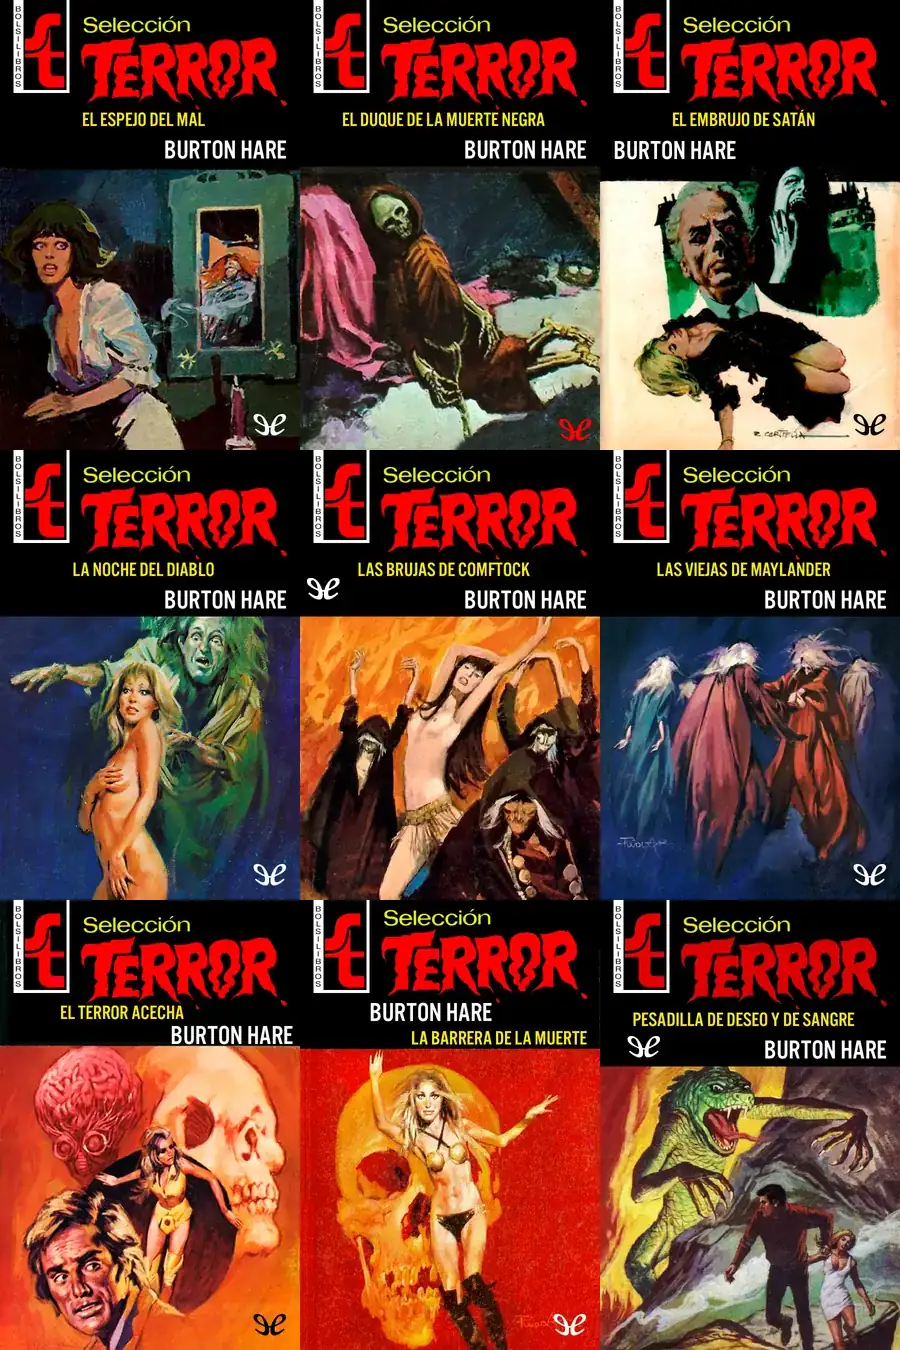 BOLSILIBROS
Selección
TERROR
EL ESPEJO DEL MAL
BURTON HARE
BOLSILIBROS
Selección
TERROR
EL DUQUE DE LA MUERTE NEGRA
BURTON HARE
BOLSILIBROS
Selección
TERROR
EL EMBRUJO DE SATÁN
BURTON HARE
BOLSILIBROS
Selección
TERROR
LA NOCHE DEL DIABLO
BURTON HARE
BOLSILIBROS
Selección
TERROR
LAS BRUJAS DE COMFTOCK
BURTON HARE
BOLSILIBROS
Selección
TERROR
LAS VIEJAS DE MAYLANDER
BURTON HARE
BOLSILIBROS
Selección
TERROR
EL TERROR ACECHA
BURTON HARE
BOLSILIBROS
Selección
TERROR
BURTON HARE
LA BARRERA DE LA MUERTE
BOLSILIBROS
Selección
TERROR
PESADILLA DE DESEO Y DE SANGRE
BURTON HARE